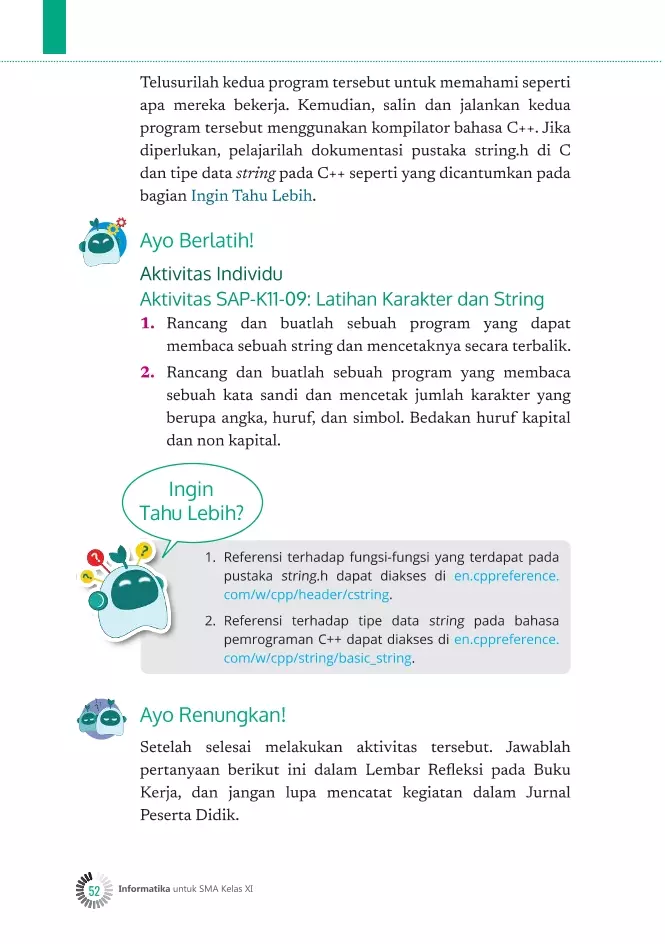 Telusurilah kedua program tersebut untuk memahami seperti
apa mereka bekerja. Kemudian, salin dan jalankan kedua
program tersebut menggunakan kompilator bahasa C++. Jika
diperlukan, pelajarilah dokumentasi pustaka string.h di C
dan tipe data string pada C++ seperti yang dicantumkan pada
bagian Ingin Tahu Lebih.
Ayo Berlatih!
Aktivitas Individu
Aktivitas SAP-K11-09: Latihan Karakter dan String
1. Rancang dan buatlah sebuah program yang dapat
membaca sebuah string dan mencetaknya secara terbalik.
2. Rancang dan buatlah sebuah program yang membaca
sebuah kata sandi dan mencetak jumlah karakter yang
berupa angka, huruf, dan simbol. Bedakan huruf kapital
dan non kapital.
Ingin
Tahu Lebih?
? ? ?
1. Referensi terhadap fungsi-fungsi yang terdapat pada
pustaka string.h dapat diakses di en.cppreference.
com/w/cpp/header/cstring.
2. Referensi terhadap tipe data string pada bahasa
pemrograman C++ dapat diakses di en.cppreference.
com/w/cpp/string/basic_string.
Ayo Renungkan!
Setelah selesai melakukan aktivitas tersebut. Jawablah
pertanyaan berikut ini dalam Lembar Refleksi pada Buku
Kerja, dan jangan lupa mencatat kegiatan dalam Jurnal
Peserta Didik.
52 Informatika untuk SMA Kelas XI